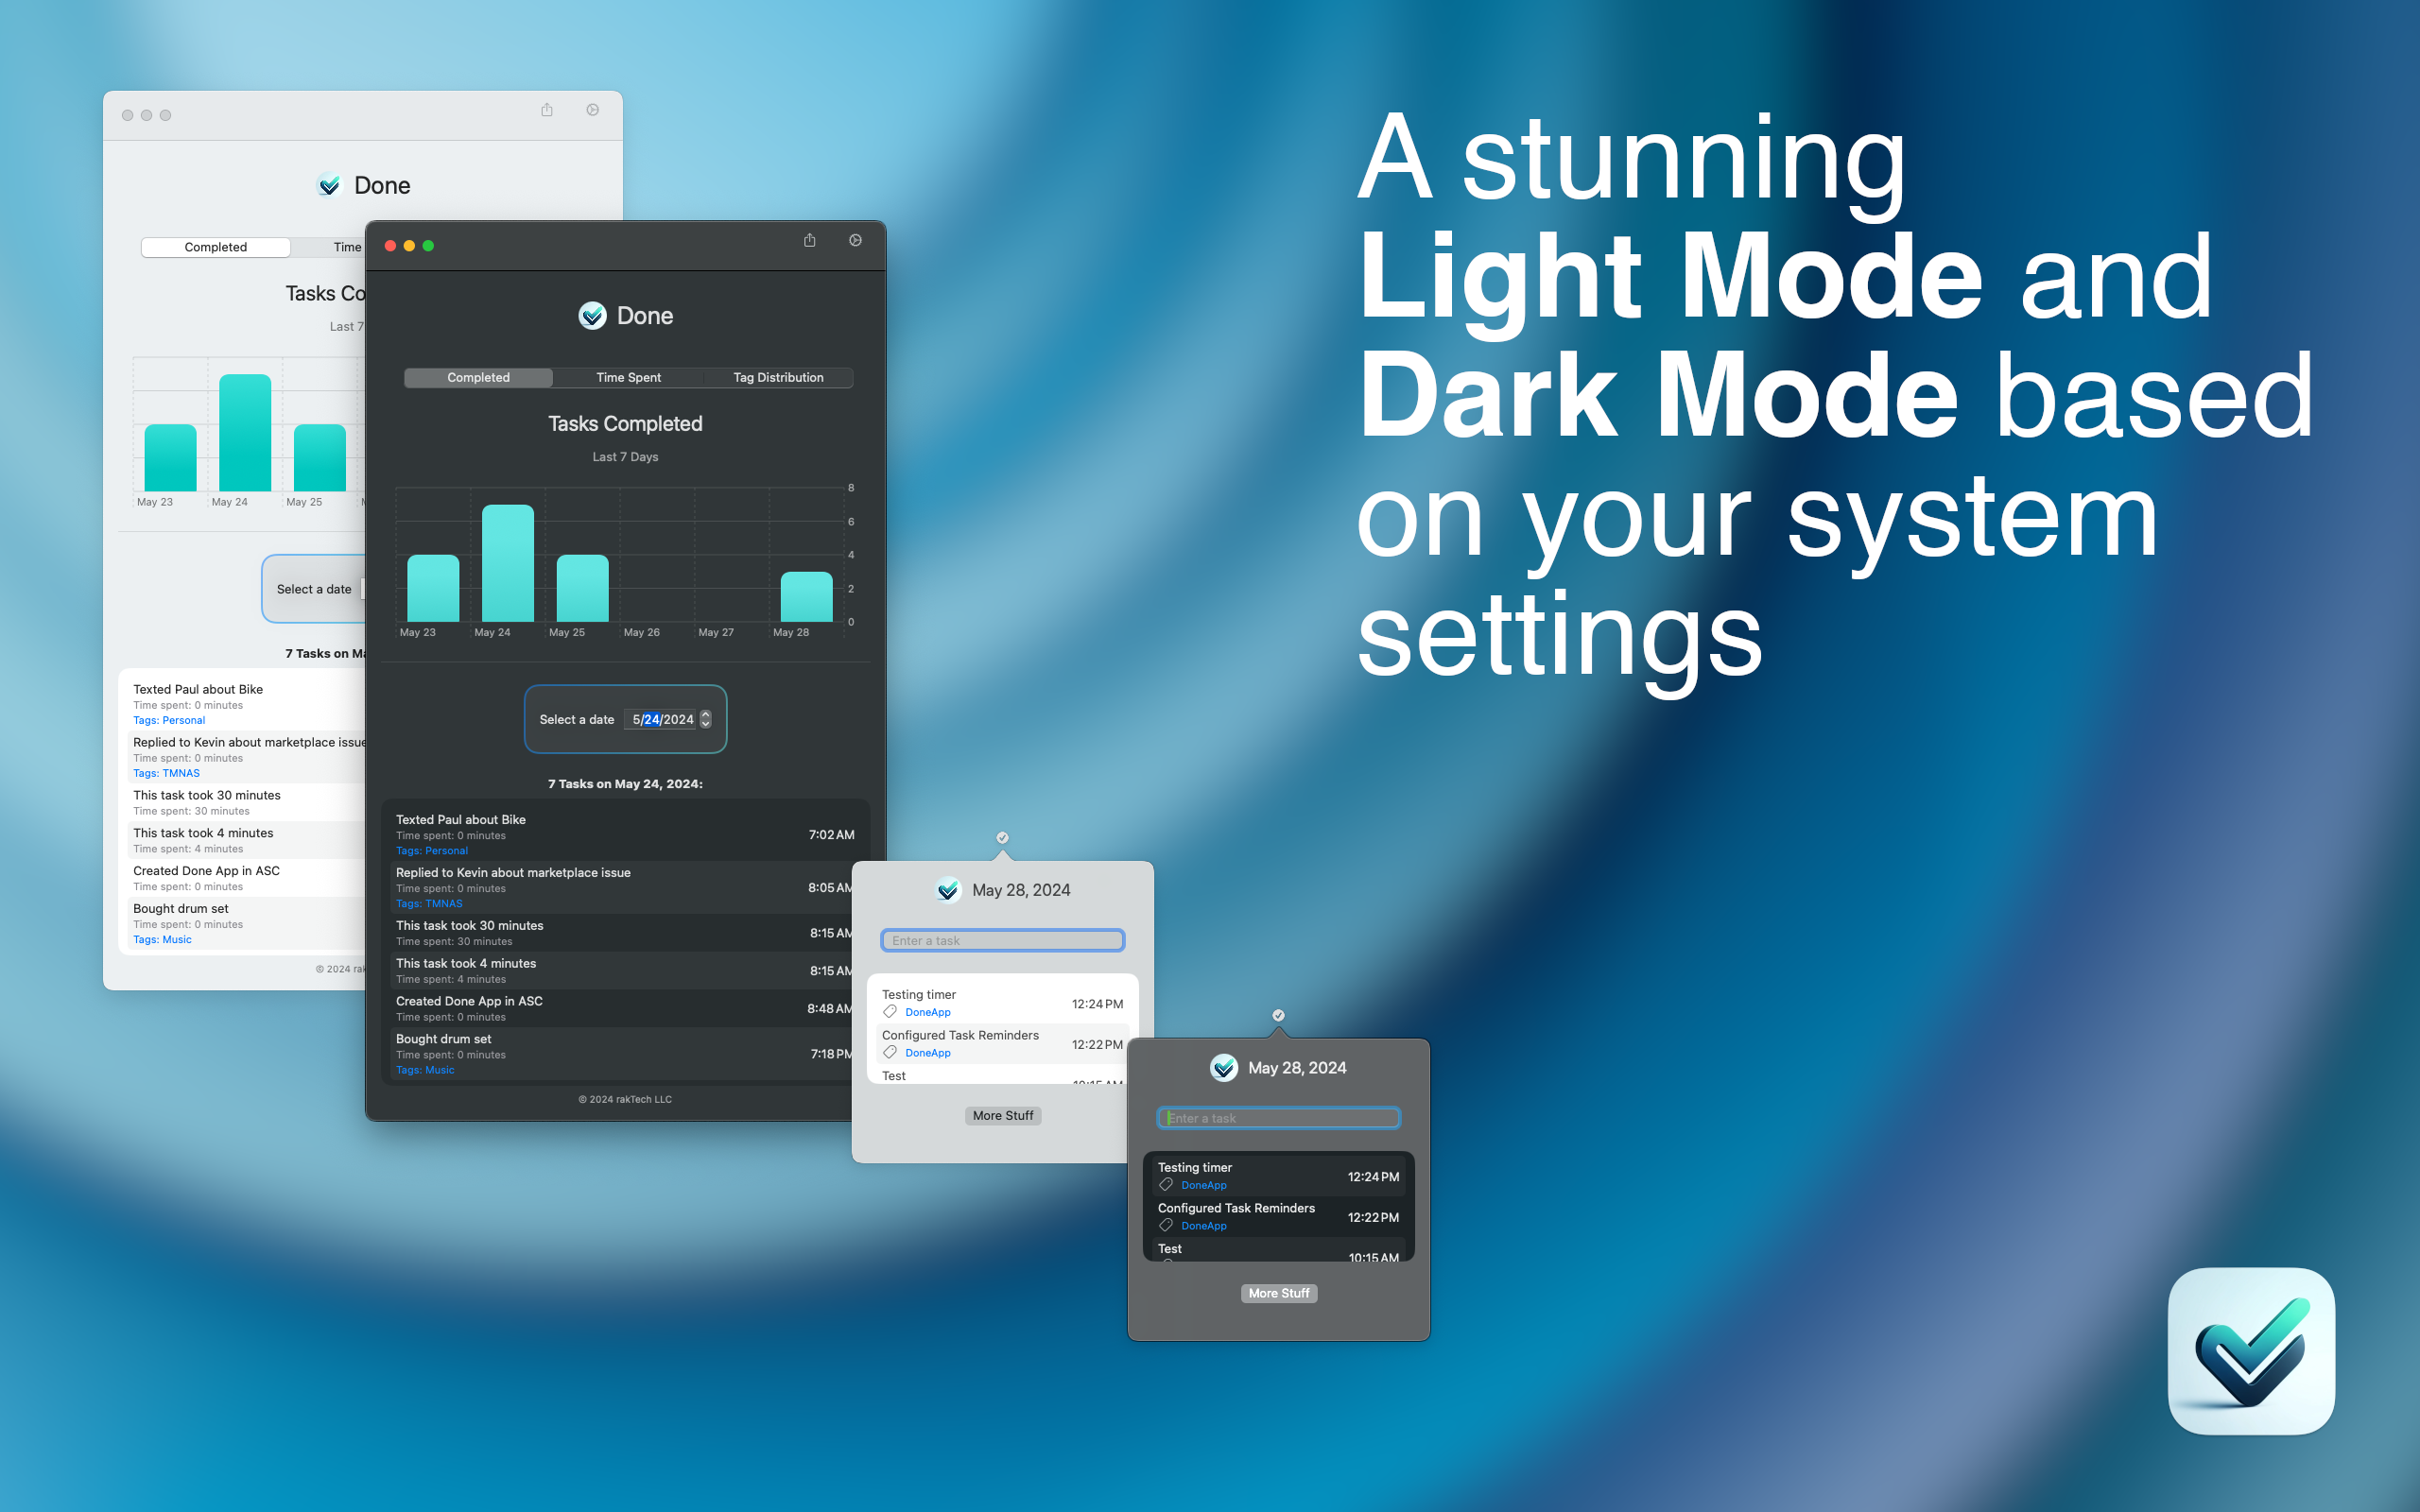 A stunning
Light Mode and
Dark Mode based
on your system
settings
Done
Completed
Time
Tasks Co
Last 7
May 23
May 24
May 25
Select a date
7 Tasks on Ma
Texted Paul about Bike
Time spent: 0 minutes
Tags: Personal
Replied to Kevin about marketplace issue
Time spent: 0 minutes
Tags: TMNAS
This task took 30 minutes
Time spent: 30 minutes
This task took 4 minutes
Time spent: 4 minutes
Created Done App in ASC
Time spent: 0 minutes
Bought drum set
Time spent: 0 minutes
Tags: Music
© 2024 rak
Done
Completed Time Spent Tag Distribution
Tasks Completed
Last 7 Days
8
6
4
2
0
May 23 May 24 May 25 May 26 May 27 May 28
Select a date 5/24/2024
7 Tasks on May 24, 2024:
Texted Paul about Bike
Time spent: 0 minutes 7:02 AM
Tags: Personal
Replied to Kevin about marketplace issue
Time spent: 0 minutes 8:05 AM
Tags: TMNAS
This task took 30 minutes 8:15 AM
Time spent: 30 minutes
This task took 4 minutes 8:15 AM
Time spent: 4 minutes
Created Done App in ASC 8:48 AM
Time spent: 0 minutes
Bought drum set
Time spent: 0 minutes 7:18 PM
Tags: Music
© 2024 rakTech LLC
May 28, 2024
Enter a task
Testing timer 12:24 PM
DoneApp
Configured Task Reminders 12:22 PM
DoneApp
Test 10:15 AM
More Stuff
May 28, 2024
Enter a task
Testing timer 12:24 PM
DoneApp
Configured Task Reminders 12:22 PM
DoneApp
Test 10:15 AM
More Stuff